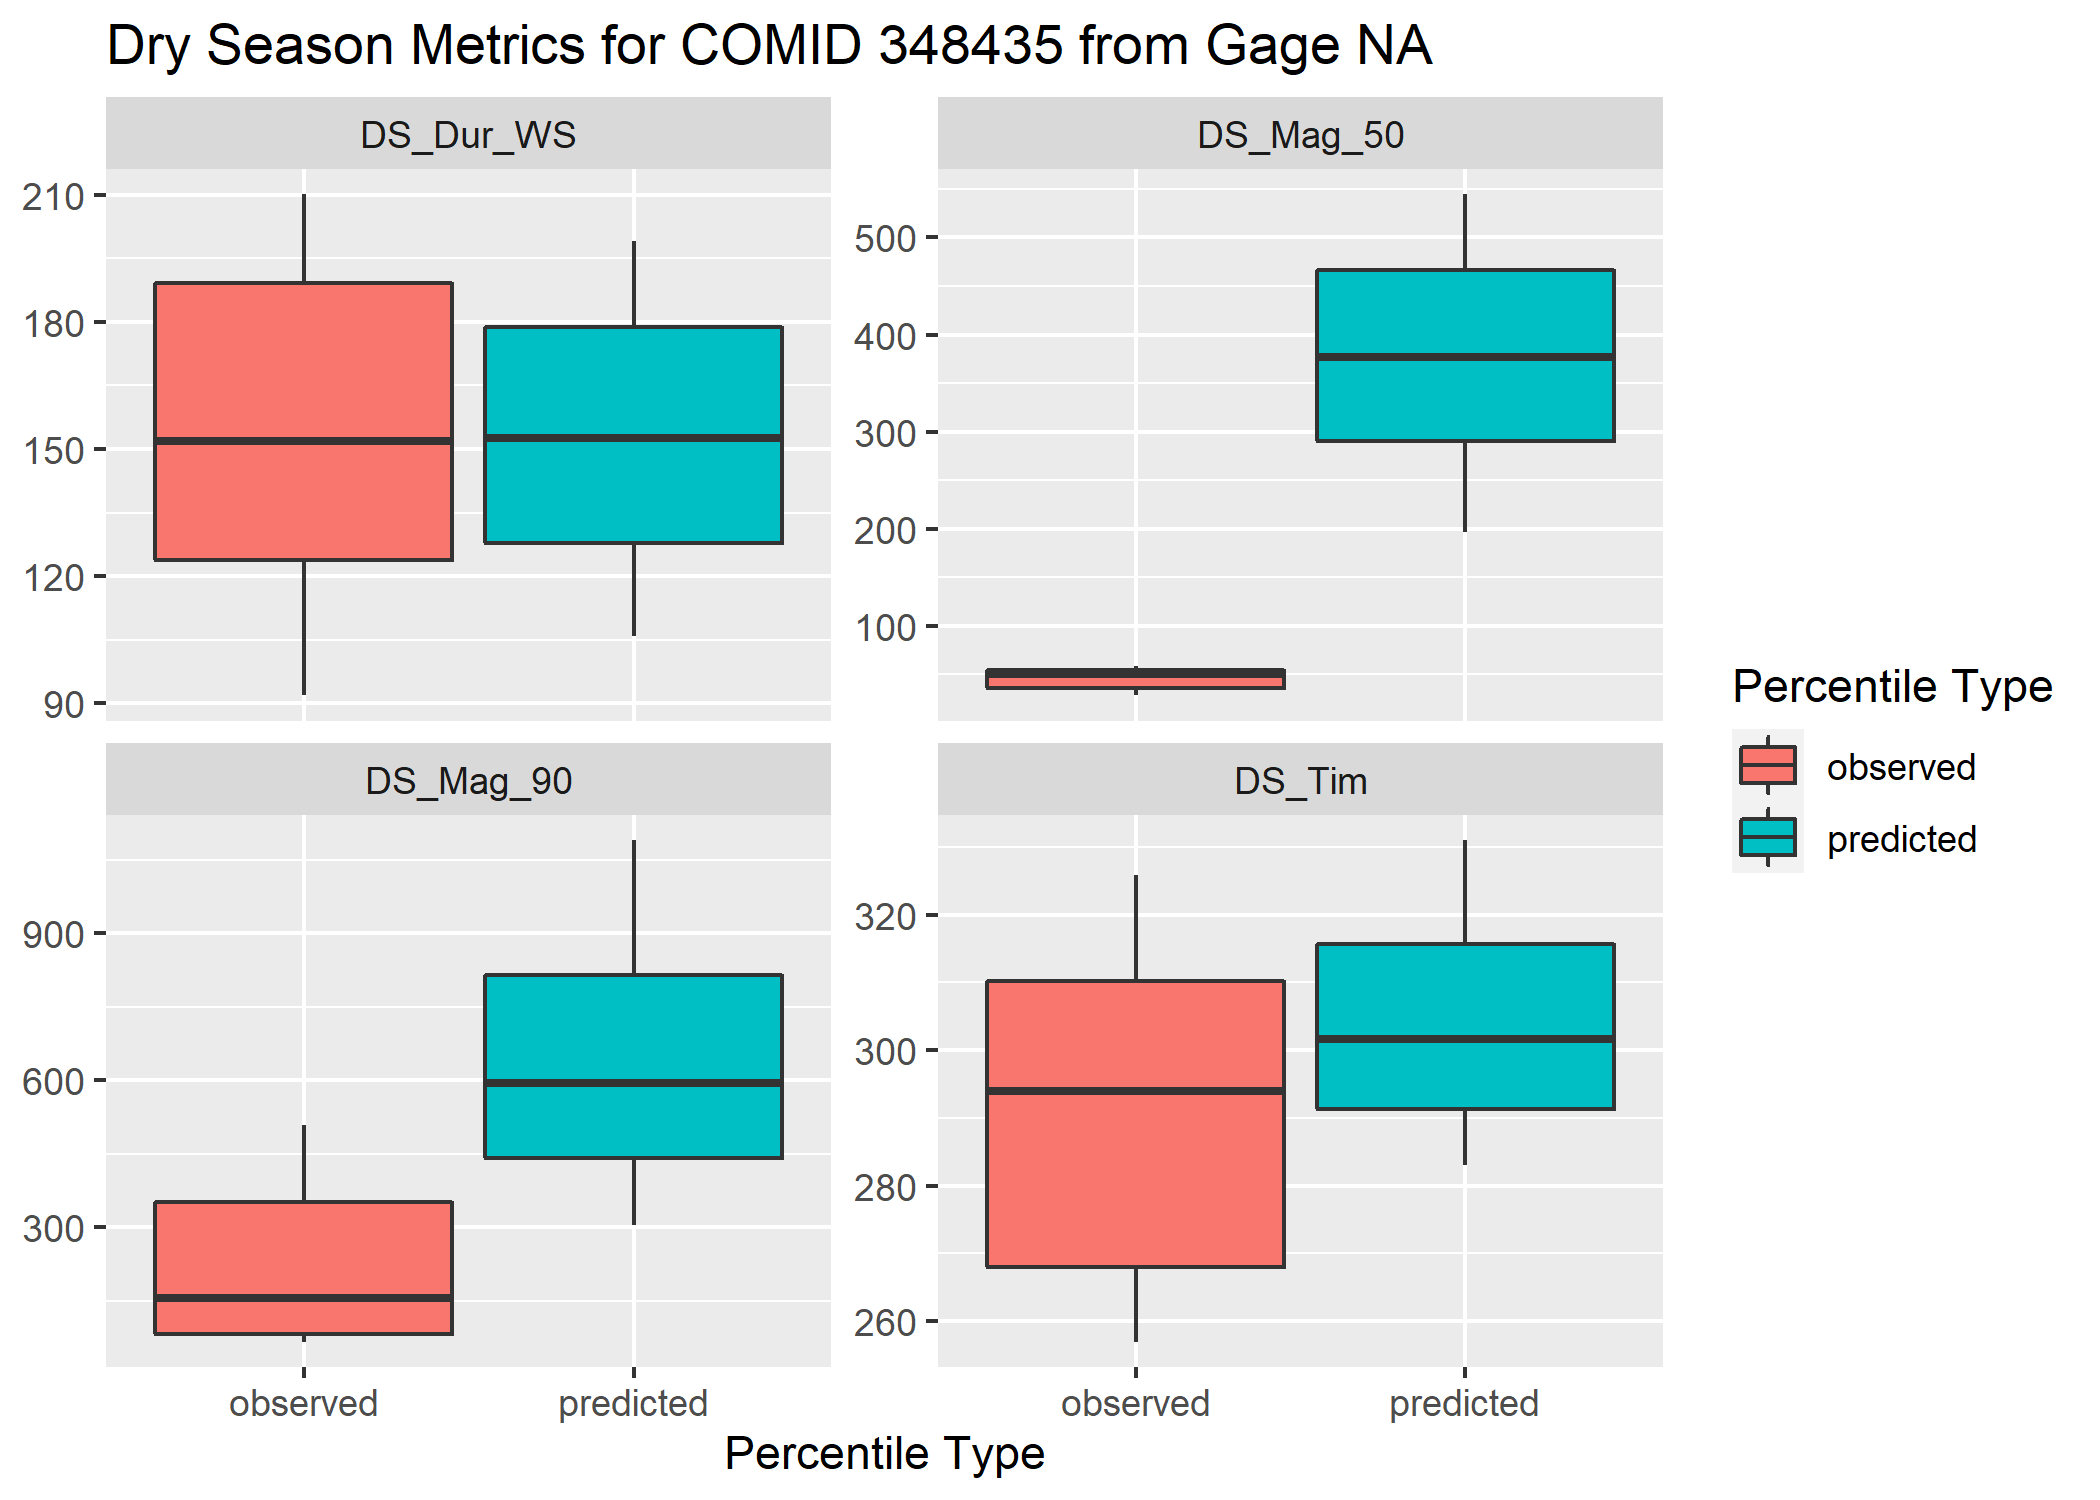 Dry Season Metrics for COMID 348435 from Gage NA
DS_Dur_WS
DS_Mag_50
210
180
150
120
90
500
400
300
200
100
DS_Mag_90
DS_Tim
900
600
300
320
300
280
260
observed
predicted
observed
predicted
Percentile Type
Percentile Type
observed
predicted